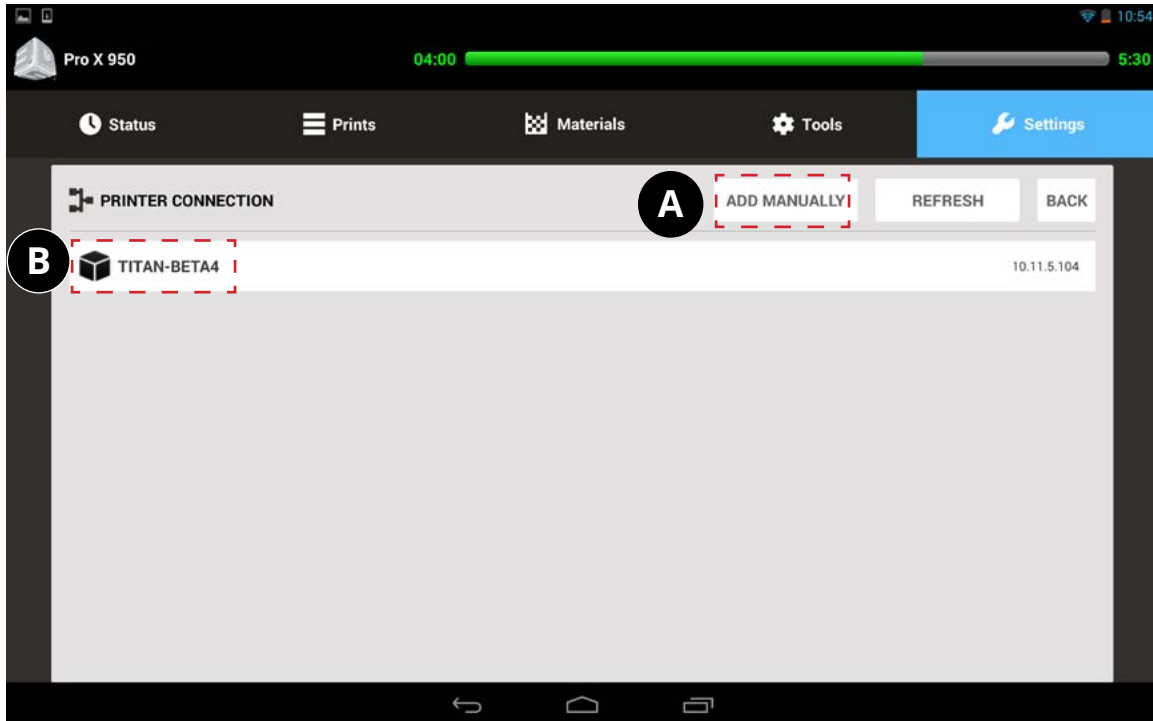 10:54
Pro X 950
04:00
5:30
Status
Prints
Materials
Tools
Settings
PRINTER CONNECTION
A
ADD MANUALLY
REFRESH
BACK
B
TITAN-BETA4
10.11.5.104